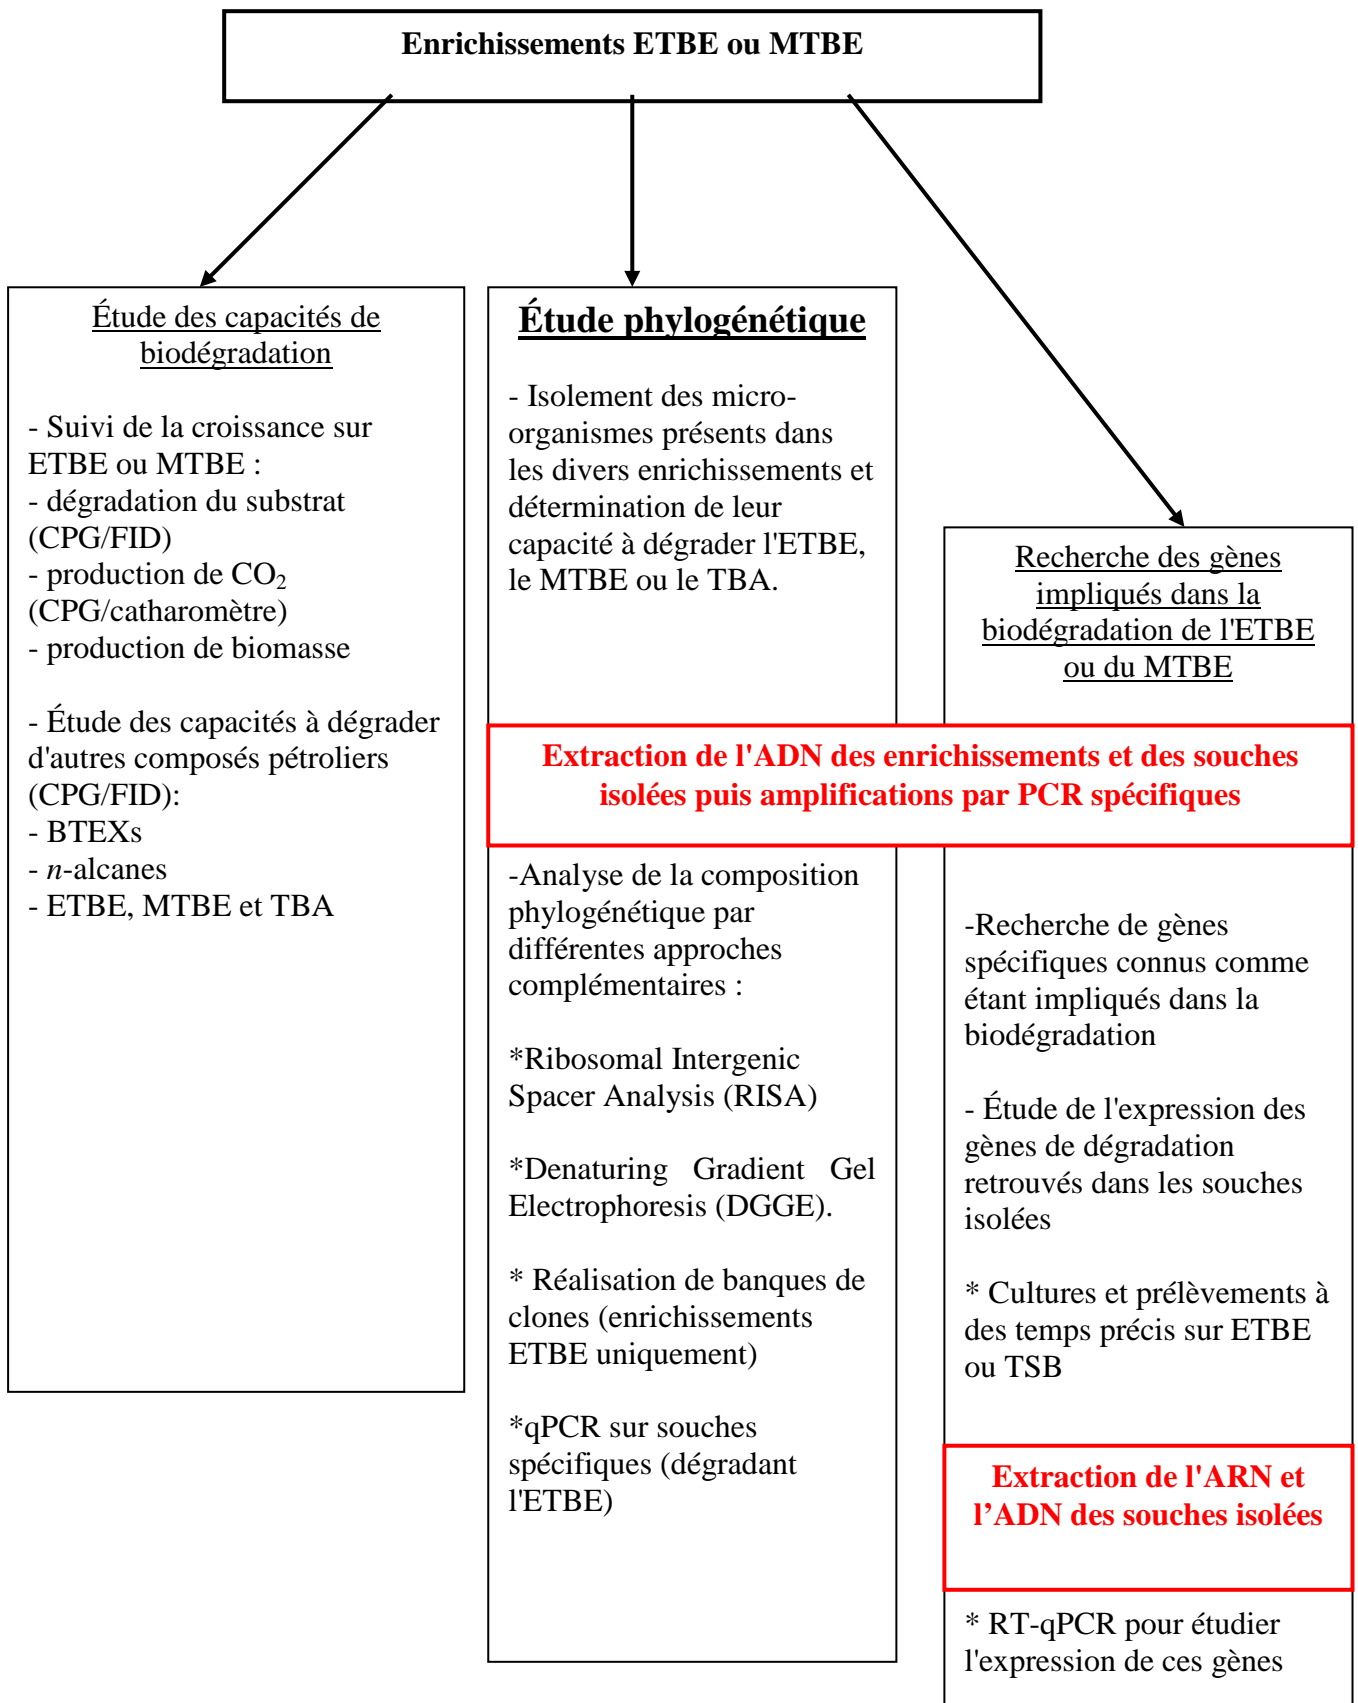 Enrichissements ETBE ou MTBE
Étude des capacités de
biodégradation
- Suivi de la croissance sur
ETBE ou MTBE :
- dégradation du substrat
(CPG/FID)
- production de CO₂
(CPG/catharomètre)
- production de biomasse
- Étude des capacités à dégrader
d'autres composés pétroliers
(CPG/FID):
- BTEXs
- n-alcanes
- ETBE, MTBE et TBA
Étude phylogénétique
- Isolement des micro-
organismes présents dans
les divers enrichissements et
détermination de leur
capacité à dégrader l'ETBE,
le MTBE ou le TBA.
Recherche des gènes
impliqués dans la
biodégradation de l'ETBE
ou du MTBE
Extraction de l'ADN des enrichissements et des souches
isolées puis amplifications par PCR spécifiques
-Analyse de la composition
phylogénétique par
différentes approches
complémentaires :
*Ribosomal Intergenic
Spacer Analysis (RISA)
*Denaturing Gradient Gel
Electrophoresis (DGGE).
* Réalisation de banques de
clones (enrichissements
ETBE uniquement)
*qPCR sur souches
spécifiques (dégradant
l'ETBE)
-Recherche de gènes
spécifiques connus comme
étant impliqués dans la
biodégradation
- Étude de l'expression des
gènes de dégradation
retrouvés dans les souches
isolées
* Cultures et prélèvements à
des temps précis sur ETBE
ou TSB
Extraction de l'ARN et
l’ADN des souches isolées
* RT-qPCR pour étudier
l'expression de ces gènes